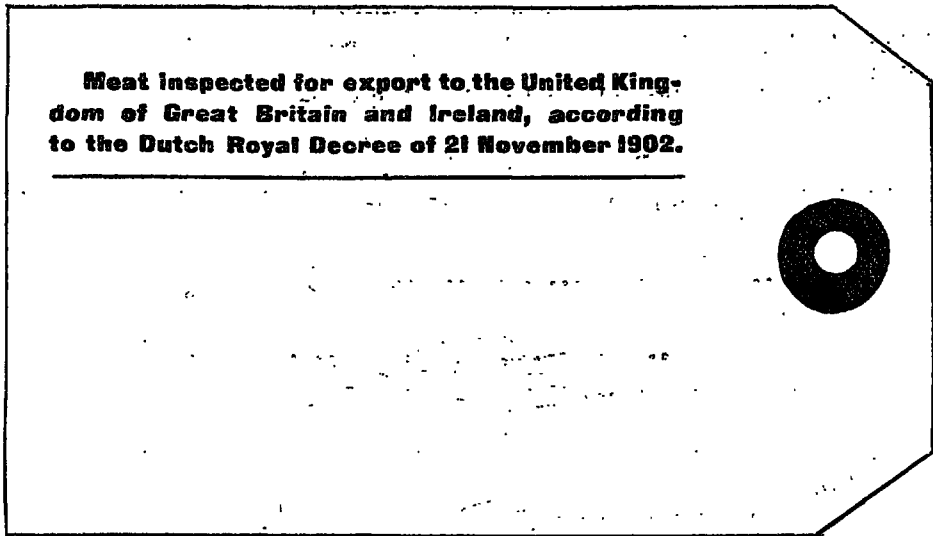 Meat inspected for export to the United King-
dom of Great Britain and Ireland, according
to the Dutch Royal Decree of 21 November 1902.